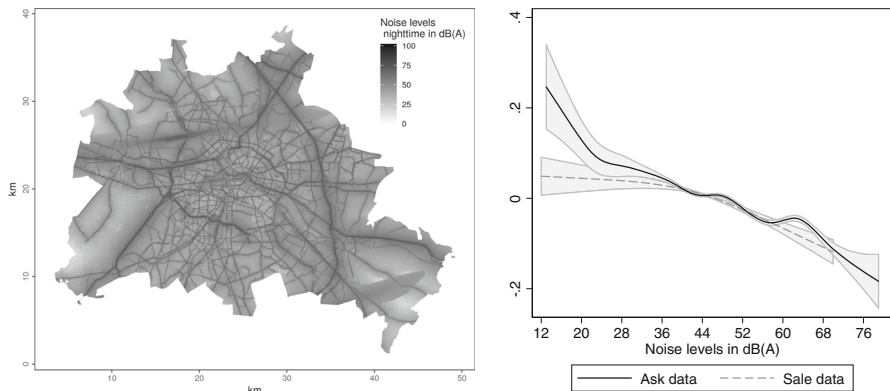 Noise levels
nighttime in dB(A)
100
75
50
25
0
40
30
20
10
0
km
10 20 30 40 50
km
.4
.2
0
-.2
12 20 28 36 44 52 60 68 76
Noise levels in dB(A)
Ask data Sale data